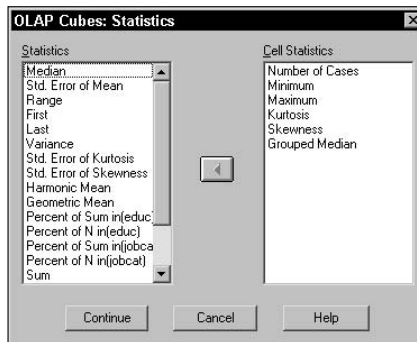 OLAP Cubes: Statistics
Statistics
Median
Std. Error of Mean
Range
First
Last
Variance
Std. Error of Kurtosis
Std. Error of Skewness
Harmonic Mean
Geometric Mean
Percent of Sum in(educ)
Percent of N in(educ)
Percent of Sum in(jobca
Percent of N in(jobcat)
Sum
Cell Statistics
Number of Cases
Minimum
Maximum
Kurtosis
Skewness
Grouped Median
Continue
Cancel
Help